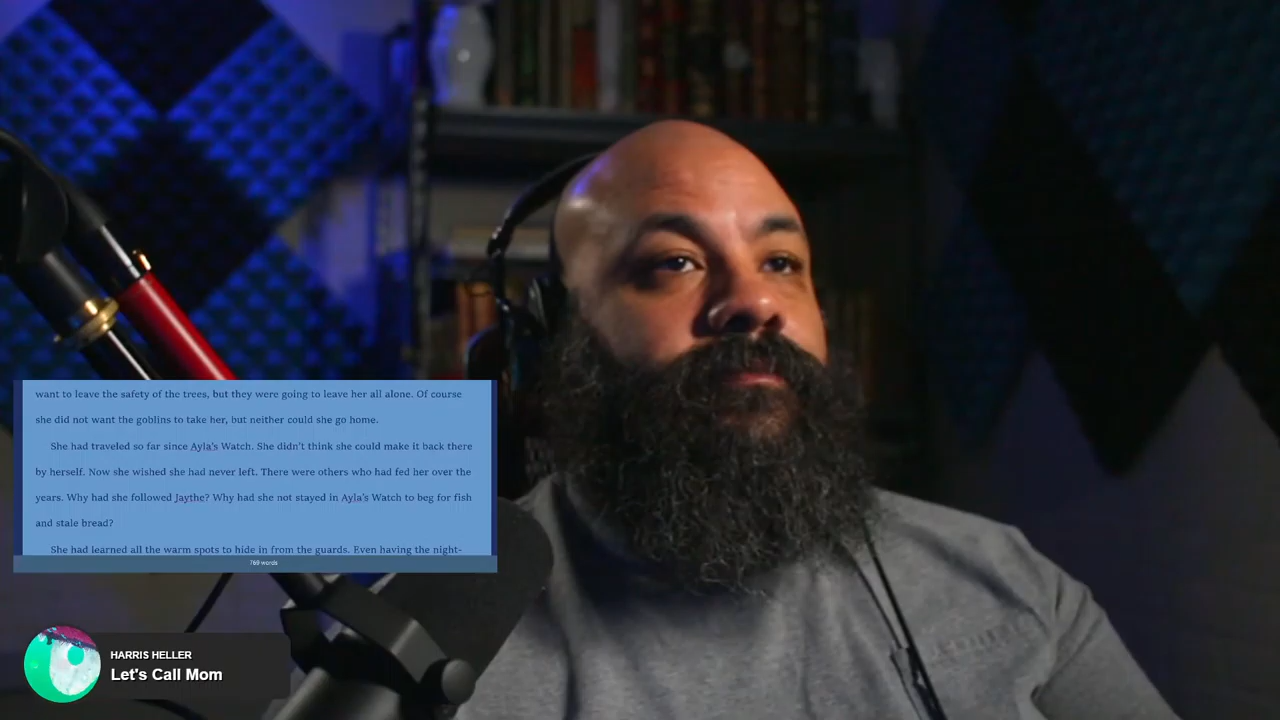 want to leave the safety of the trees, but they were going to leave her all alone. Of course
she did not want the goblins to take her, but neither could she go home.
She had traveled so far since Ayla's Watch. She didn't think she could make it back there
by herself. Now she wished she had never left. There were others who had fed her over the
years. Why had she followed Jaythe? Why had she not stayed in Ayla's Watch to beg for fish
and stale bread?
She had learned all the warm spots to hide in from the guards. Even having the night-
769 words
HARRIS HELLER
Let's Call Mom